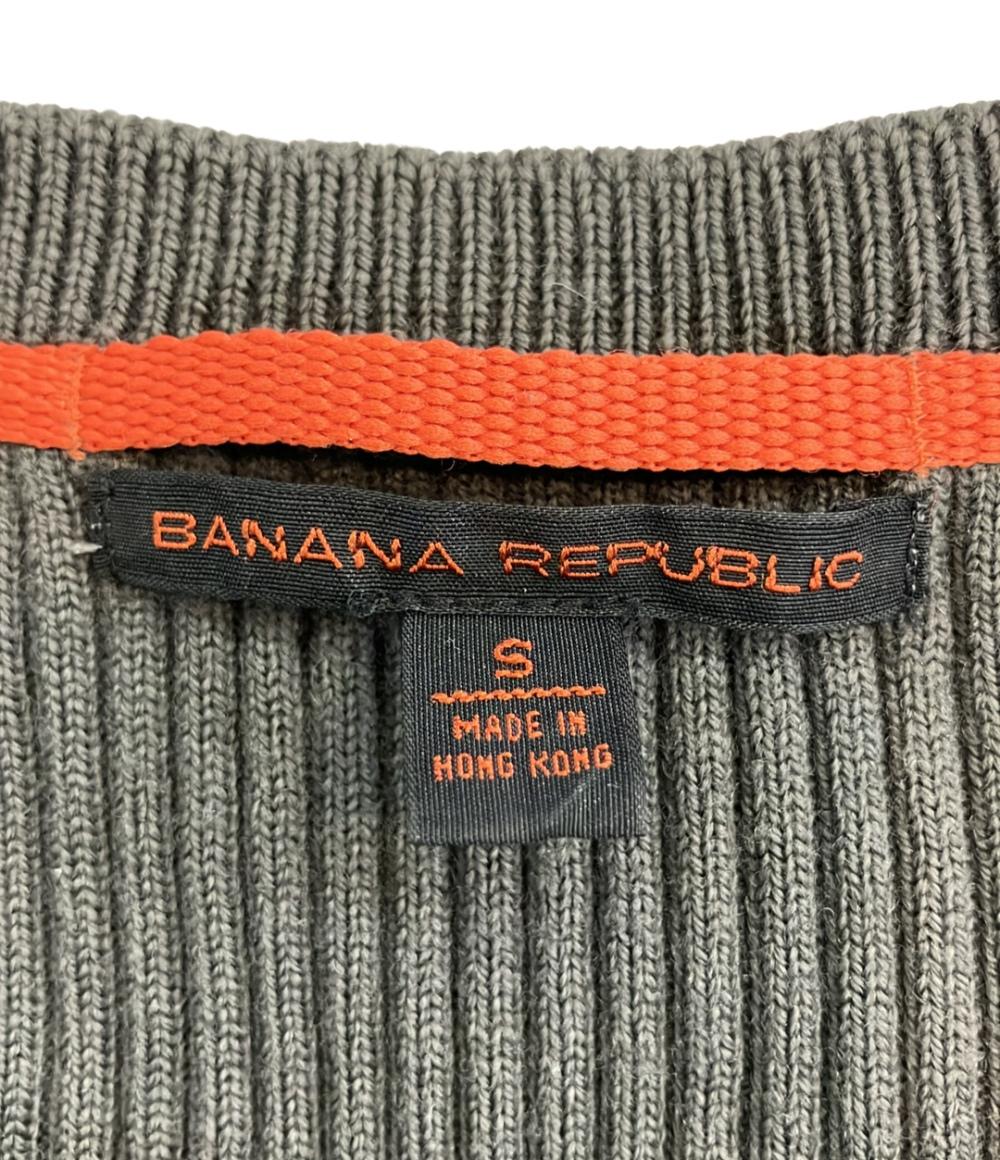 BANANA REPUBLIC
S
MADE IN
HONG KONG